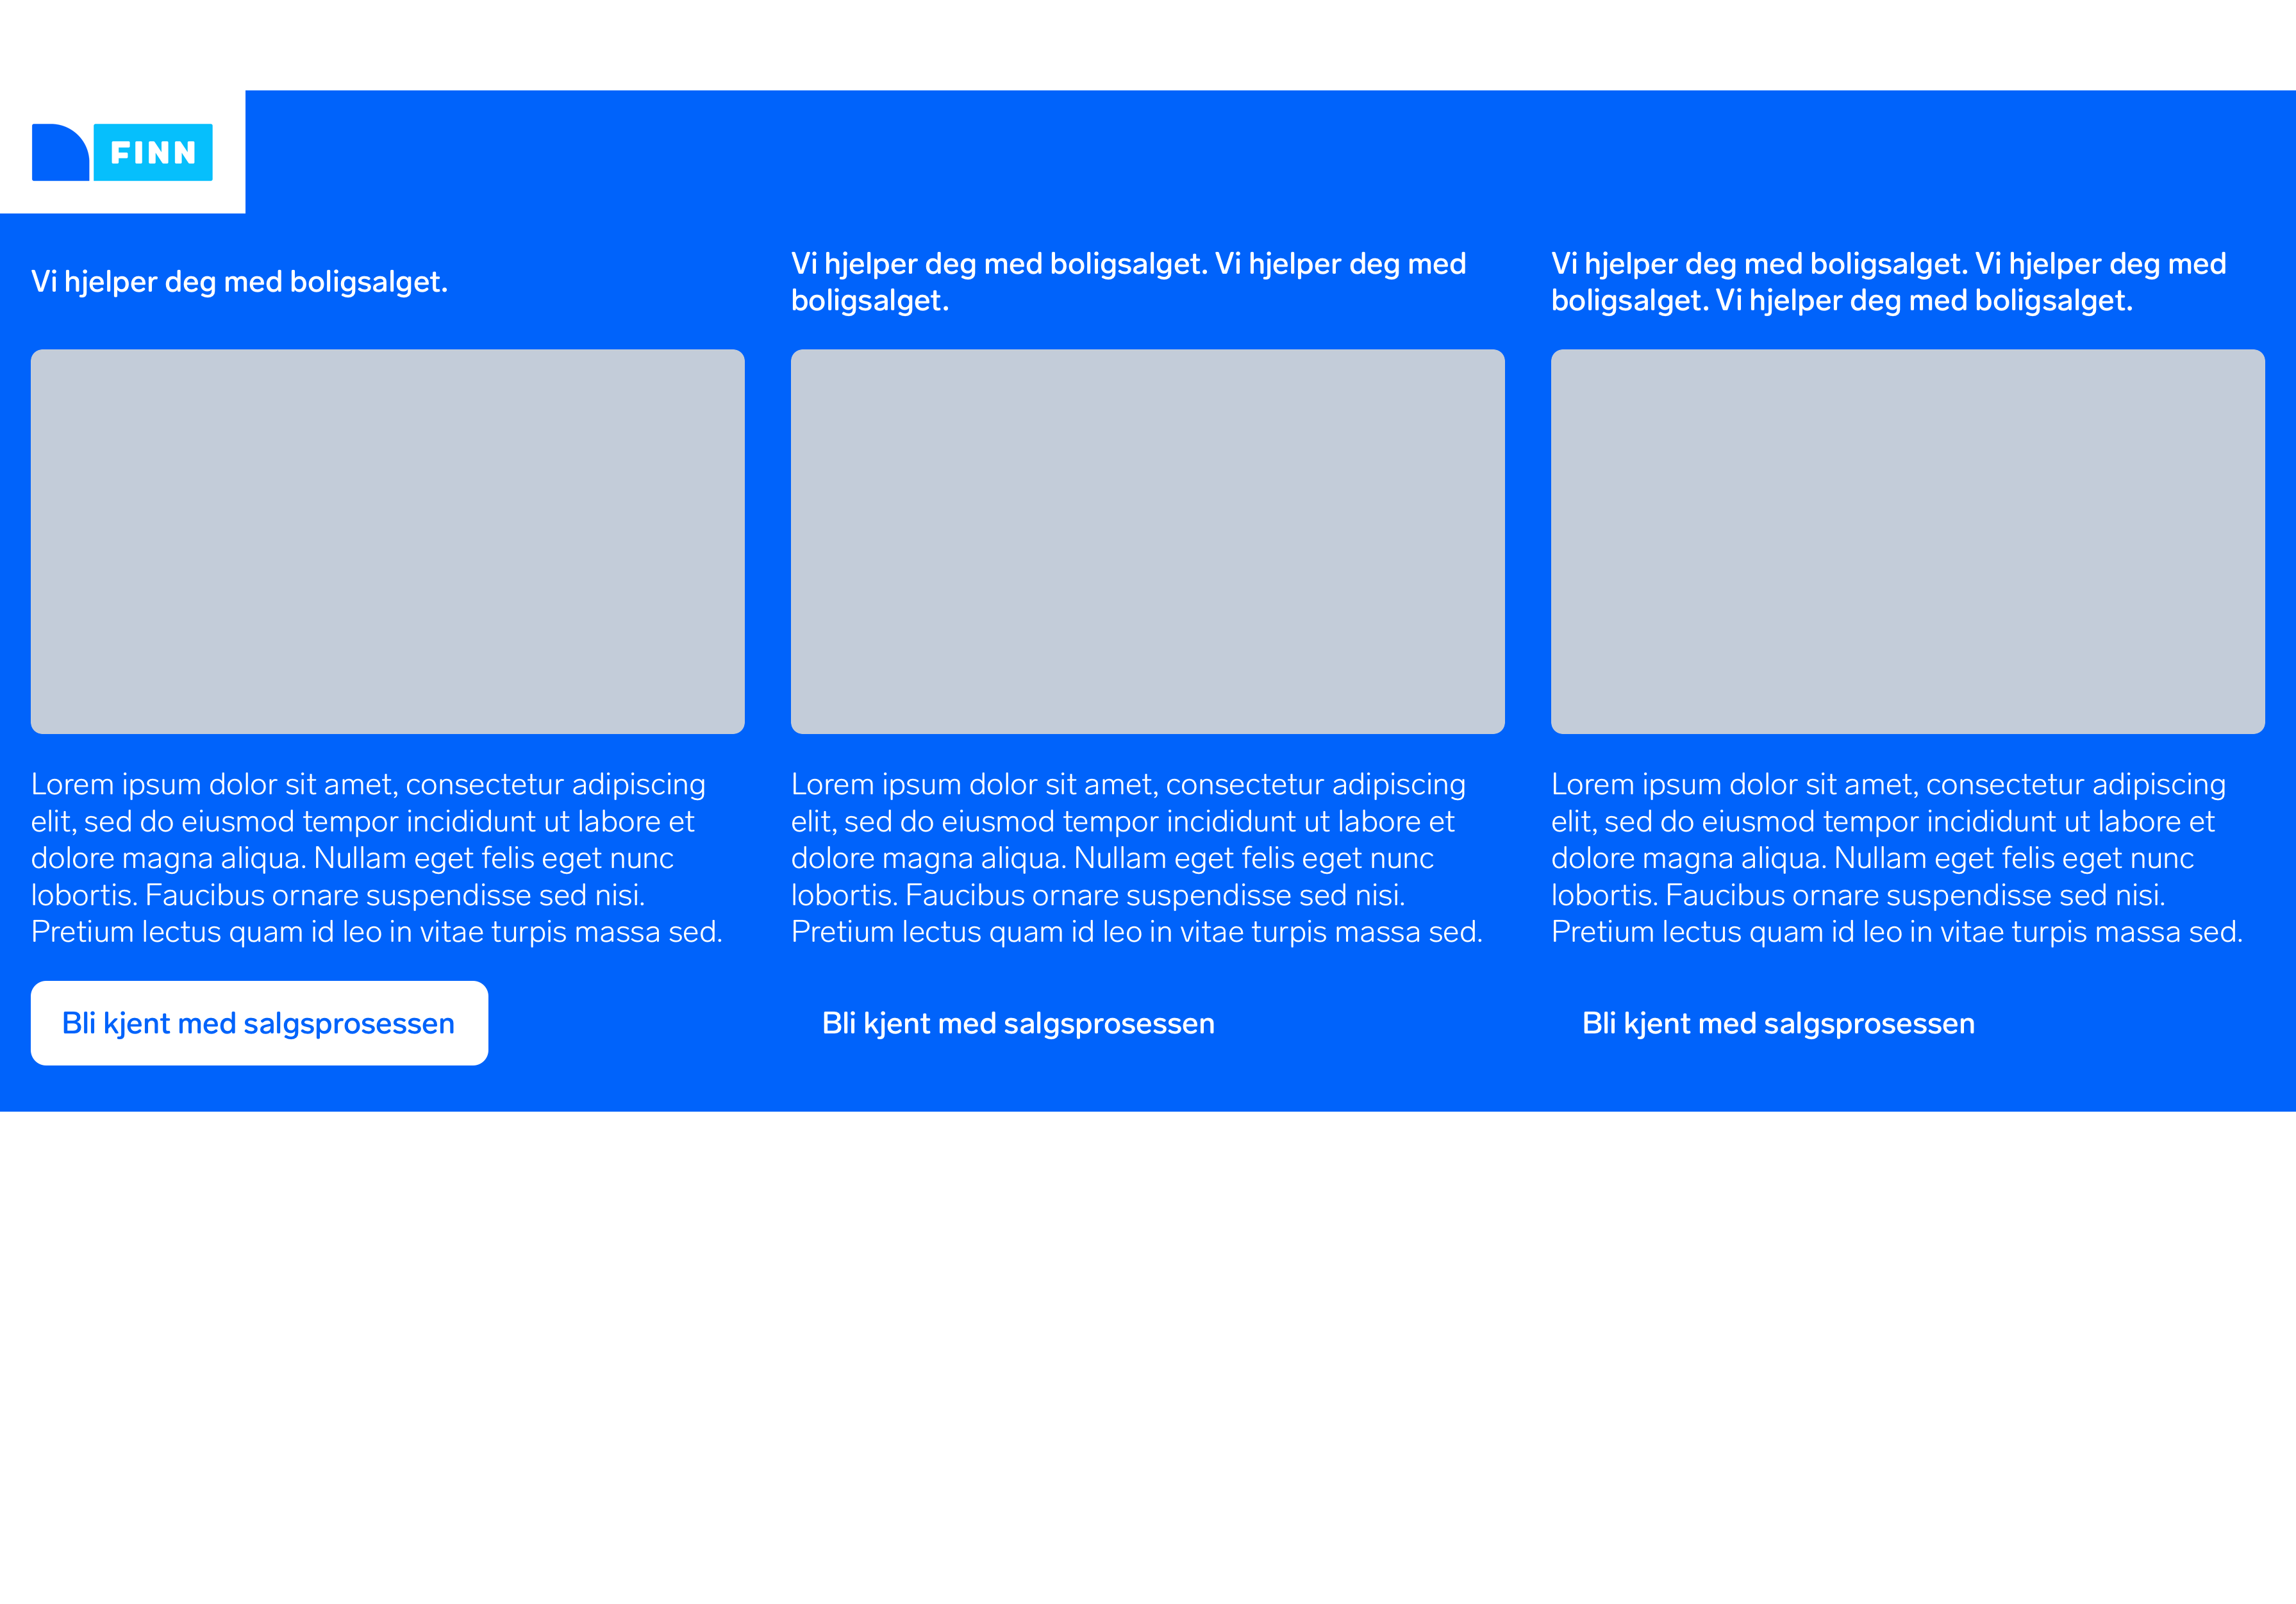 FINN
Vi hjelper deg med boligsalget.
Vi hjelper deg med boligsalget. Vi hjelper deg med
boligsalget.
Vi hjelper deg med boligsalget. Vi hjelper deg med
boligsalget. Vi hjelper deg med boligsalget.
Lorem ipsum dolor sit amet, consectetur adipiscing
elit, sed do eiusmod tempor incididunt ut labore et
dolore magna aliqua. Nullam eget felis eget nunc
lobortis. Faucibus ornare suspendisse sed nisi.
Pretium lectus quam id leo in vitae turpis massa sed.
Lorem ipsum dolor sit amet, consectetur adipiscing
elit, sed do eiusmod tempor incididunt ut labore et
dolore magna aliqua. Nullam eget felis eget nunc
lobortis. Faucibus ornare suspendisse sed nisi.
Pretium lectus quam id leo in vitae turpis massa sed.
Lorem ipsum dolor sit amet, consectetur adipiscing
elit, sed do eiusmod tempor incididunt ut labore et
dolore magna aliqua. Nullam eget felis eget nunc
lobortis. Faucibus ornare suspendisse sed nisi.
Pretium lectus quam id leo in vitae turpis massa sed.
Bli kjent med salgsprosessen
Bli kjent med salgsprosessen
Bli kjent med salgsprosessen